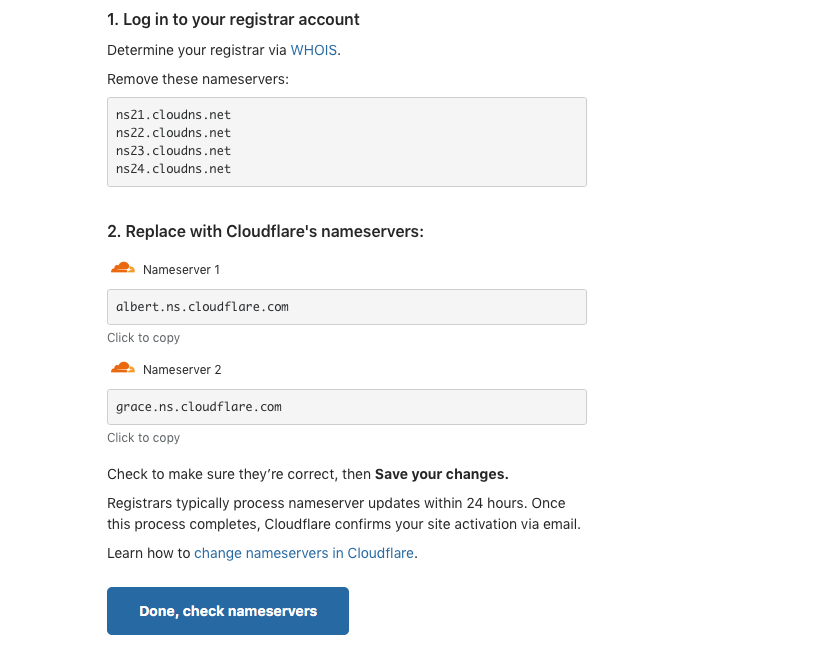 1. Log in to your registrar account
Determine your registrar via WHOIS.
Remove these nameservers:
ns21.cloudns.net
ns22.cloudns.net
ns23.cloudns.net
ns24.cloudns.net
2. Replace with Cloudflare's nameservers:
Nameserver 1
albert.ns.cloudflare.com
Click to copy
Nameserver 2
grace.ns.cloudflare.com
Click to copy
Check to make sure they’re correct, then Save your changes.
Registrars typically process nameserver updates within 24 hours. Once
this process completes, Cloudflare confirms your site activation via email.
Learn how to change nameservers in Cloudflare.
Done, check nameservers